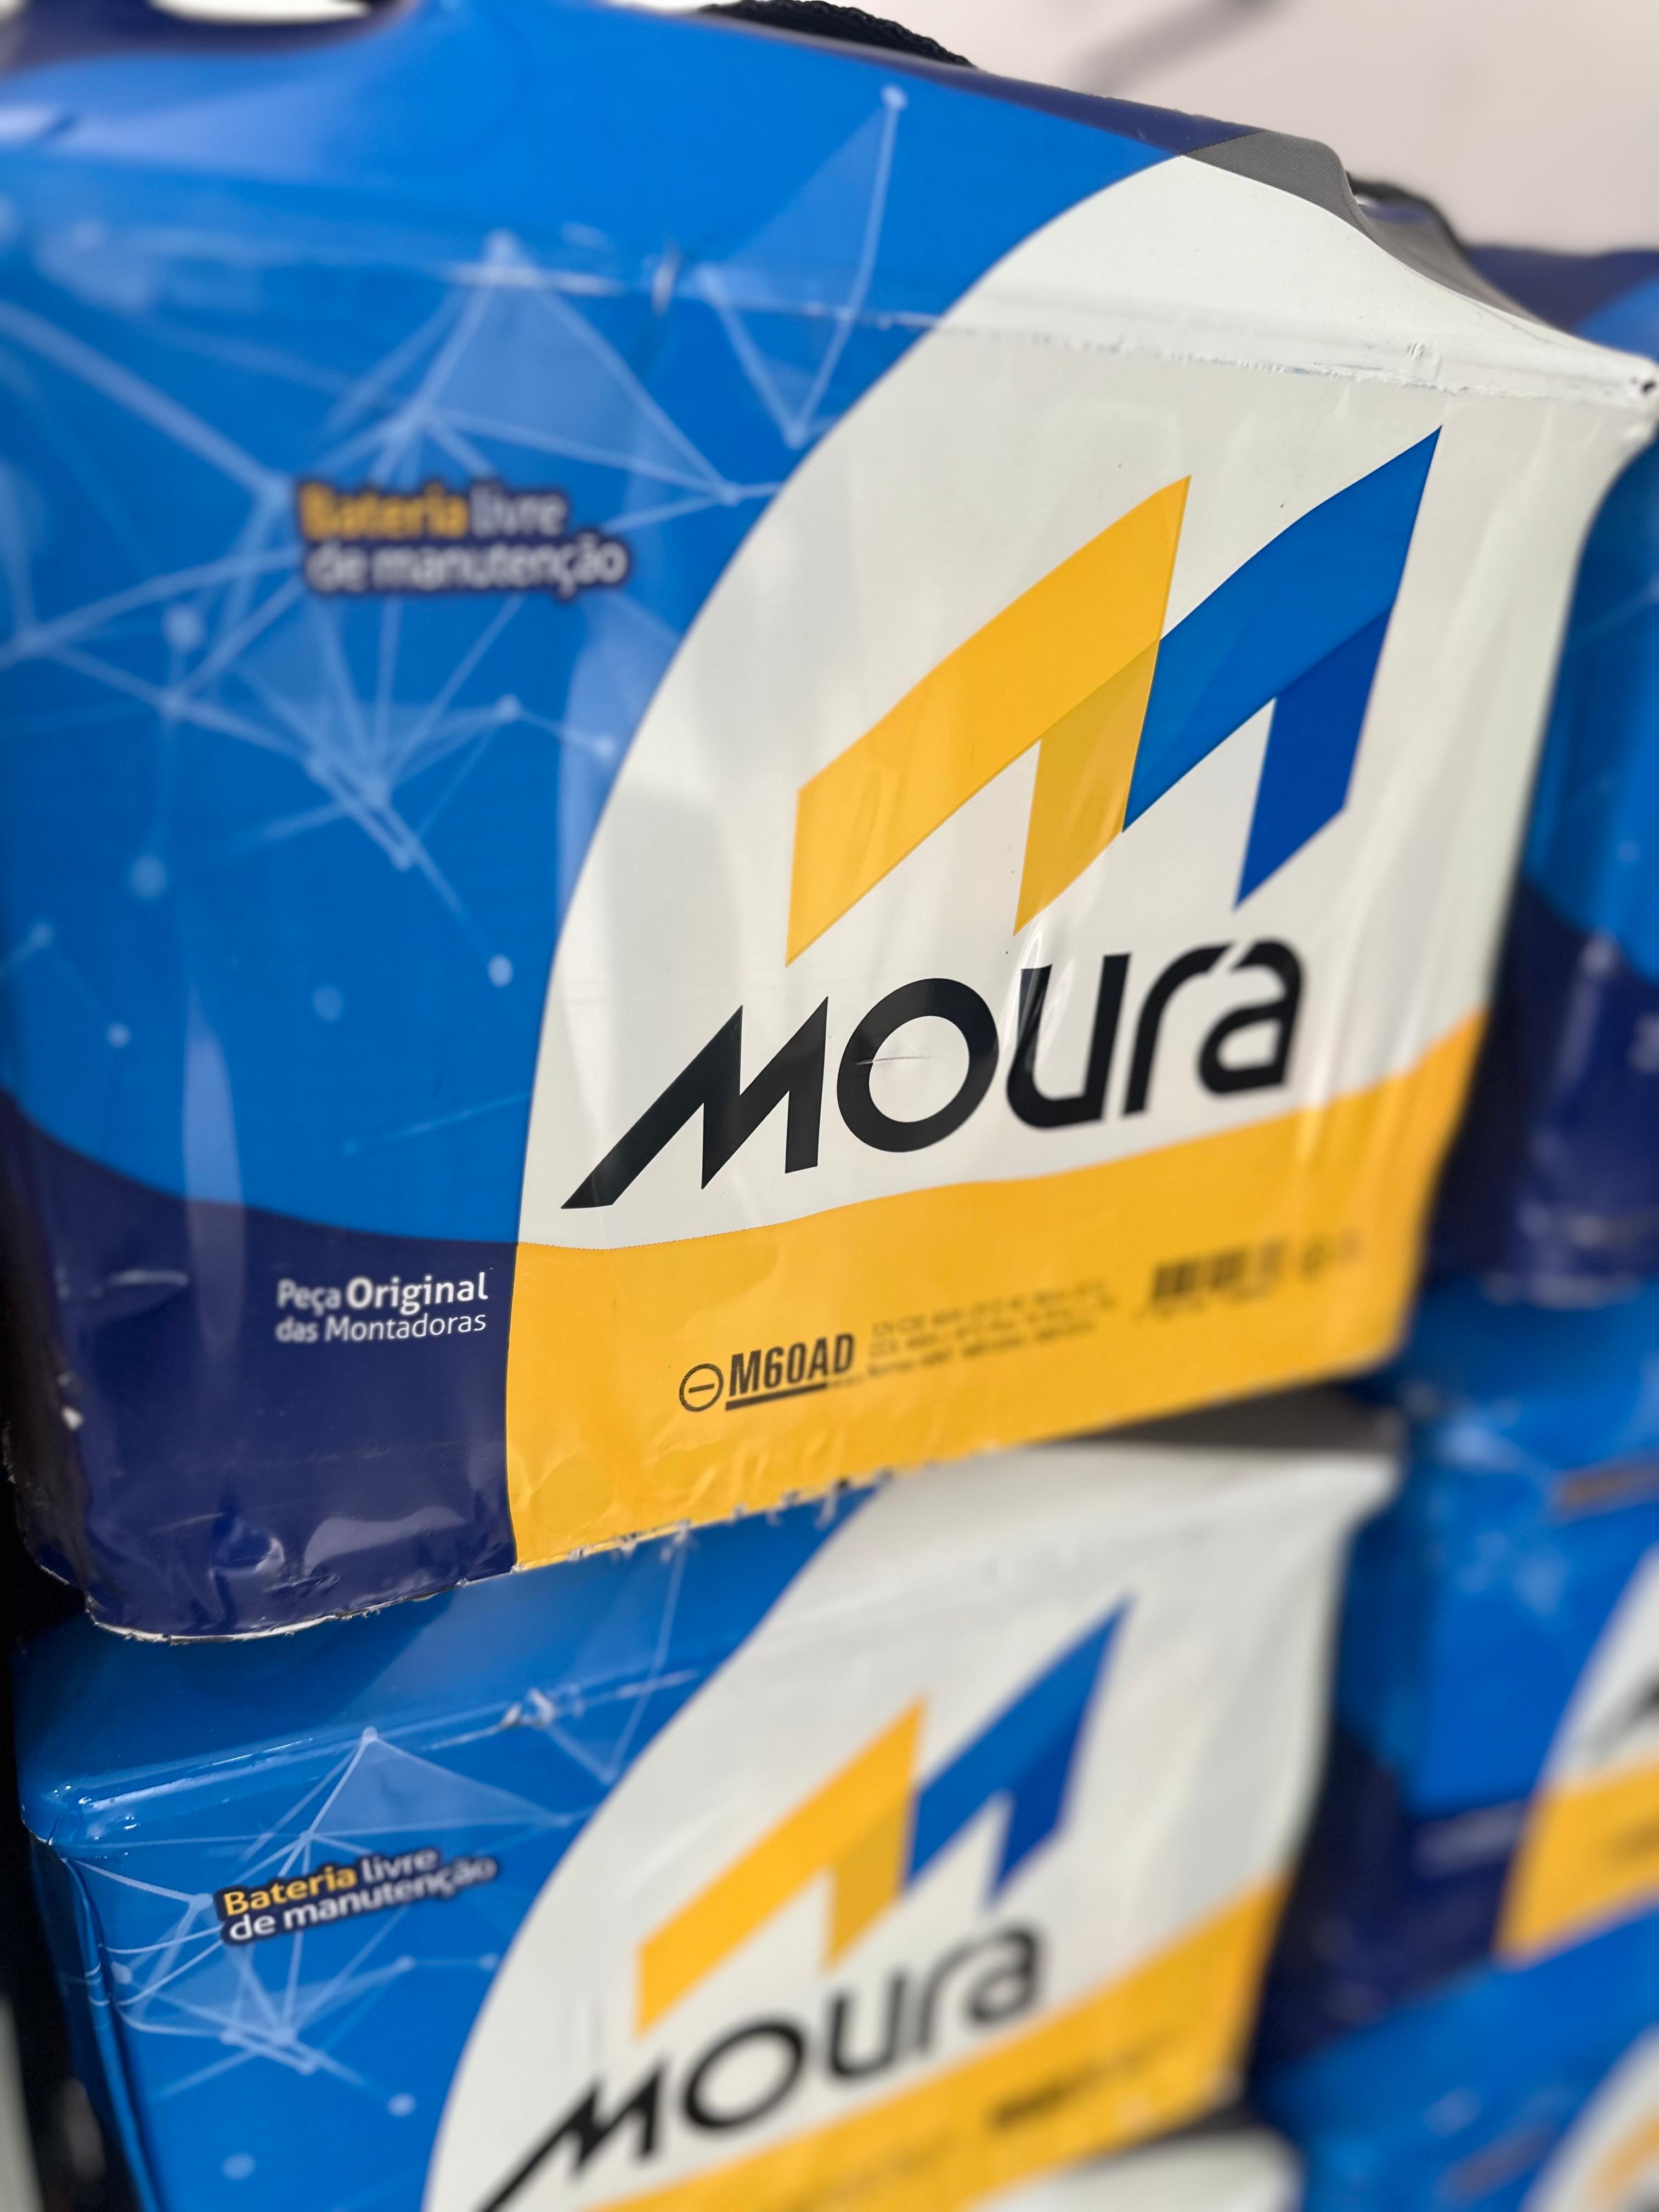 Bateria livre
de manutenção
moura
Peça Original
das Montadoras
M60AD
Bateria livre
de manutenção
moura